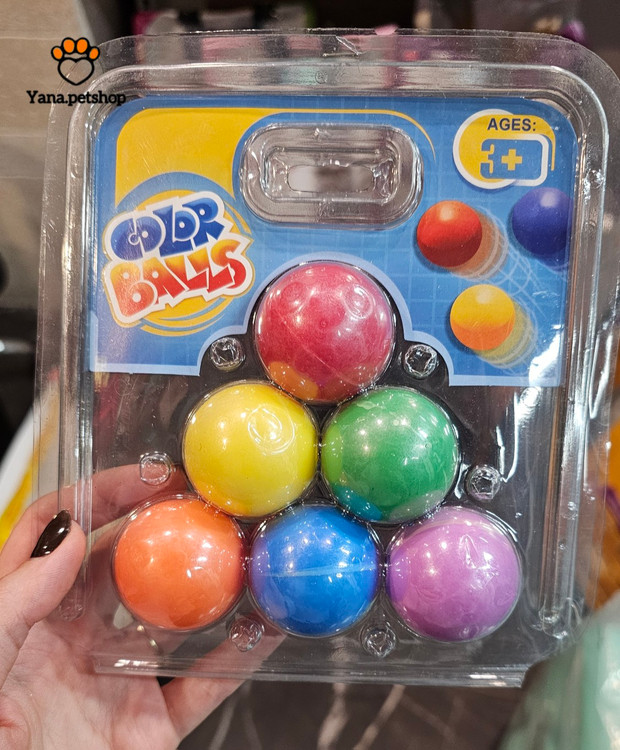 Yana.petshop
AGES:
3+
COLOR
BALLS